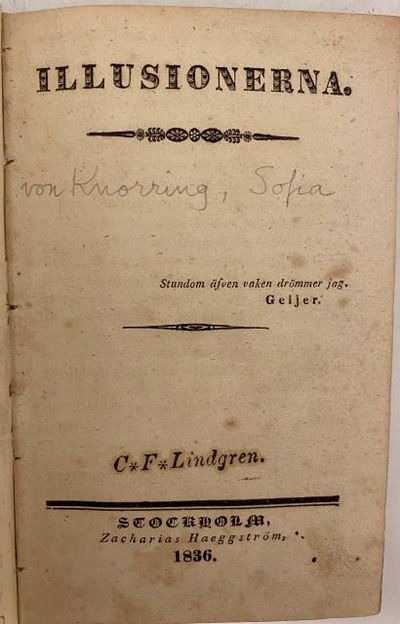 ILLUSIONERNA.
von Knorring, Sofia
Stundom äfven vaken drömmer jag.
Geijer.
C*F*Lindgren.
STOCKHOLM,
Zacharias Haeggström,
1836.